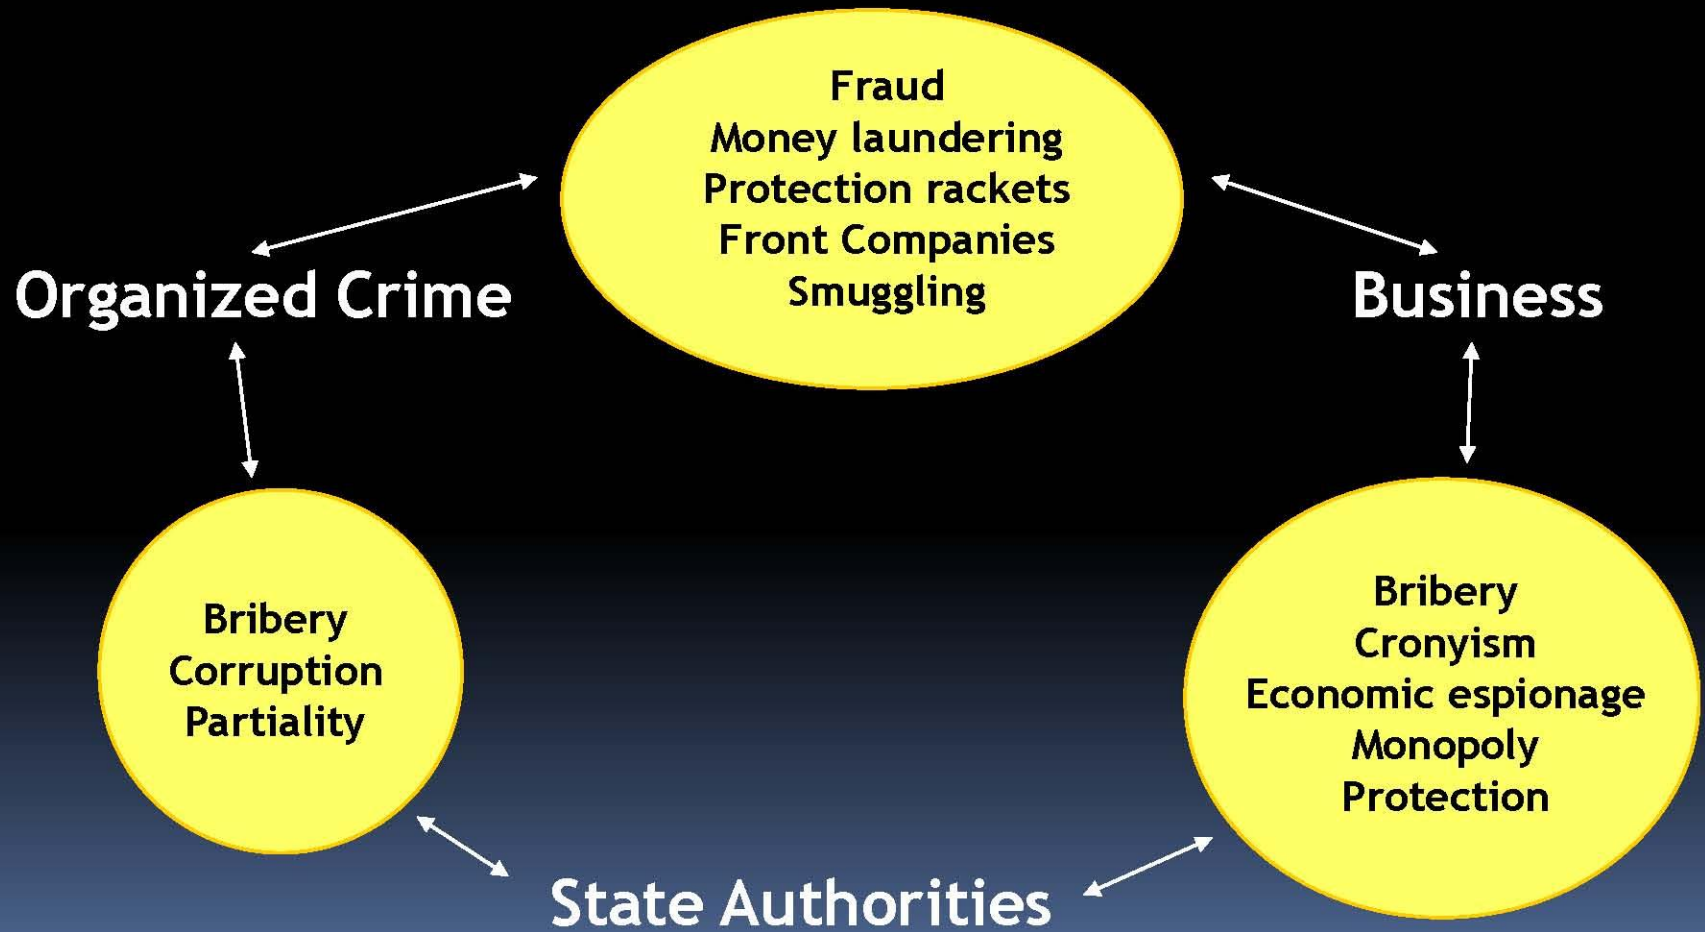 Fraud
Money laundering
Protection rackets
Front Companies
Smuggling
Organized Crime
Business
Bribery
Corruption
Partiality
Bribery
Cronyism
Economic espionage
Monopoly
Protection
State Authorities